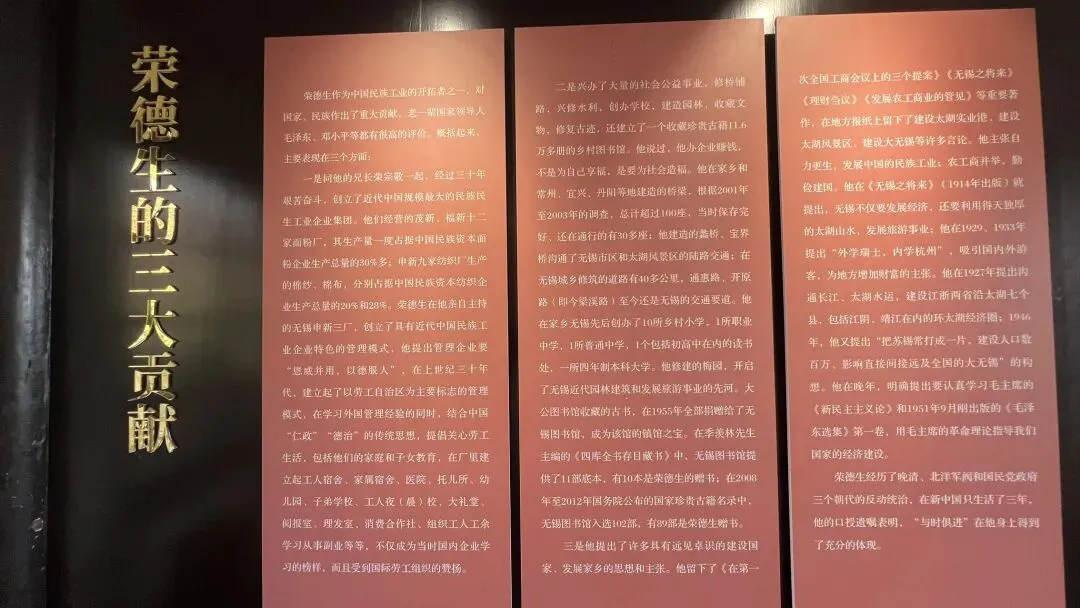 荣德生的三大贡献
荣德生作为中国民族工业的开拓者之一，对
国家、民族作出了重大贡献，老一辈国家领导人
毛泽东、邓小平等都有很高的评价。概括起来，
主要表现在三个方面：
一是同他的兄长荣宗敬一起，经过三十年
艰苦奋斗，创立了近代中国规模最大的民族民
生工业企业集团。他们经营的茂新、福新十二
家面粉厂，其生产量一度占据中国民族资本面
粉企业生产总量的30%多；申新九家纺织厂生产
的棉纱、棉布，分别占据中国民族资本纺织企
业生产总量的20%和28%。荣德生在他亲自主持
的无锡申新三厂，创立了具有近代中国民族工
业企业特色的管理模式，他提出管理企业要
“恩威并用、以德服人”，在上世纪三十年
代，建立起了以劳工自治区为主要标志的管理
模式，在学习外国管理经验的同时，结合中国
“仁政”“德治”的传统思想，提倡关心劳工
生活，包括他们的家庭和子女教育，在厂里建
立起了工人宿舍、家属宿舍、医院、托儿所、幼
儿园、子弟学校、工人夜（晨）校、大礼堂、
阅报室、理发室、消费合作社、组织工人工余
学习从事副业等等，不仅成为当时国内企业学
习的榜样，而且受到国际劳工组织的赞扬。
二是兴办了大量的社会公益事业，修桥铺
路，兴修水利，创办学校，建造园林，收藏文
物，修复古迹，还建立了一个收藏珍贵古籍11.6
万多册的乡村图书馆。他说过，他办企业赚钱，
不是为自己享福，是要为社会造福。他在家乡和
常州、宜兴、丹阳等地建造的桥梁，根据2001年
至2003年的调查，总计超过100座，当时保存完
好、还在通行的有30多座；他建造的蠡桥、宝界
桥沟通了无锡市区和太湖风景区的陆路交通；在
无锡城乡修筑的道路有40多公里，通惠路、开原
路（即今梁溪路）至今还是无锡的交通要道。他
在家乡无锡先后创办了10所乡村小学，1所职业
中学，1所普通中学，1个包括初高中在内的读书
处，一所四年制本科大学。他修建的梅园，开启
了无锡近代园林建筑和发展旅游事业的先河。大
公图书馆收藏的古书，在1955年全部捐赠给了无
锡图书馆，成为该馆的镇馆之宝。在季羡林先生
主编的《四库全书存目藏书》中，无锡图书馆提
供了11部底本，有10本是荣德生的赠书；在2008
年至2012年国务院公布的国家珍贵古籍名录中，
无锡图书馆入选102部，有89部是荣德生赠书。
三是他提出了许多具有远见卓识的建设国
家、发展家乡的思想和主张。他留下了《在第一
次全国工商会议上的三个提案》《无锡之将来》
《理财刍议》《发展农工商业的管见》等重要著
作，在地方报纸上留下了建设太湖实业港、建设
太湖风景区、建设大无锡等许多言论。他主张自
力更生，发展中国的民族工业；农工商并举，勤
俭建国。他在《无锡之将来》（1914年出版）就
提出，无锡不仅要发展经济，还要利用得天独厚
的太湖山水，发展旅游事业；他在1929、1933年
提出“外学瑞士，内学杭州”，吸引国内外游
客，为地方增加财富的主张。他在1927年提出沟
通长江、太湖水运，建设江浙两省沿太湖七个
县，包括江阴、靖江在内的环太湖经济圈；1946
年，他又提出“把苏锡常打成一片，建设人口数
百万、影响直接间接远及全国的大无锡”的构
想。他在晚年，明确提出要认真学习毛主席的
《新民主主义论》和1951年9月刚出版的《毛泽
东选集》第一卷，用毛主席的革命理论指导我们
国家的经济建设。
荣德生经历了晚清、北洋军阀和国民党政府
三个朝代的反动统治，在新中国只生活了三年，
他的口授遗嘱表明，“与时俱进”在他身上得到
了充分的体现。